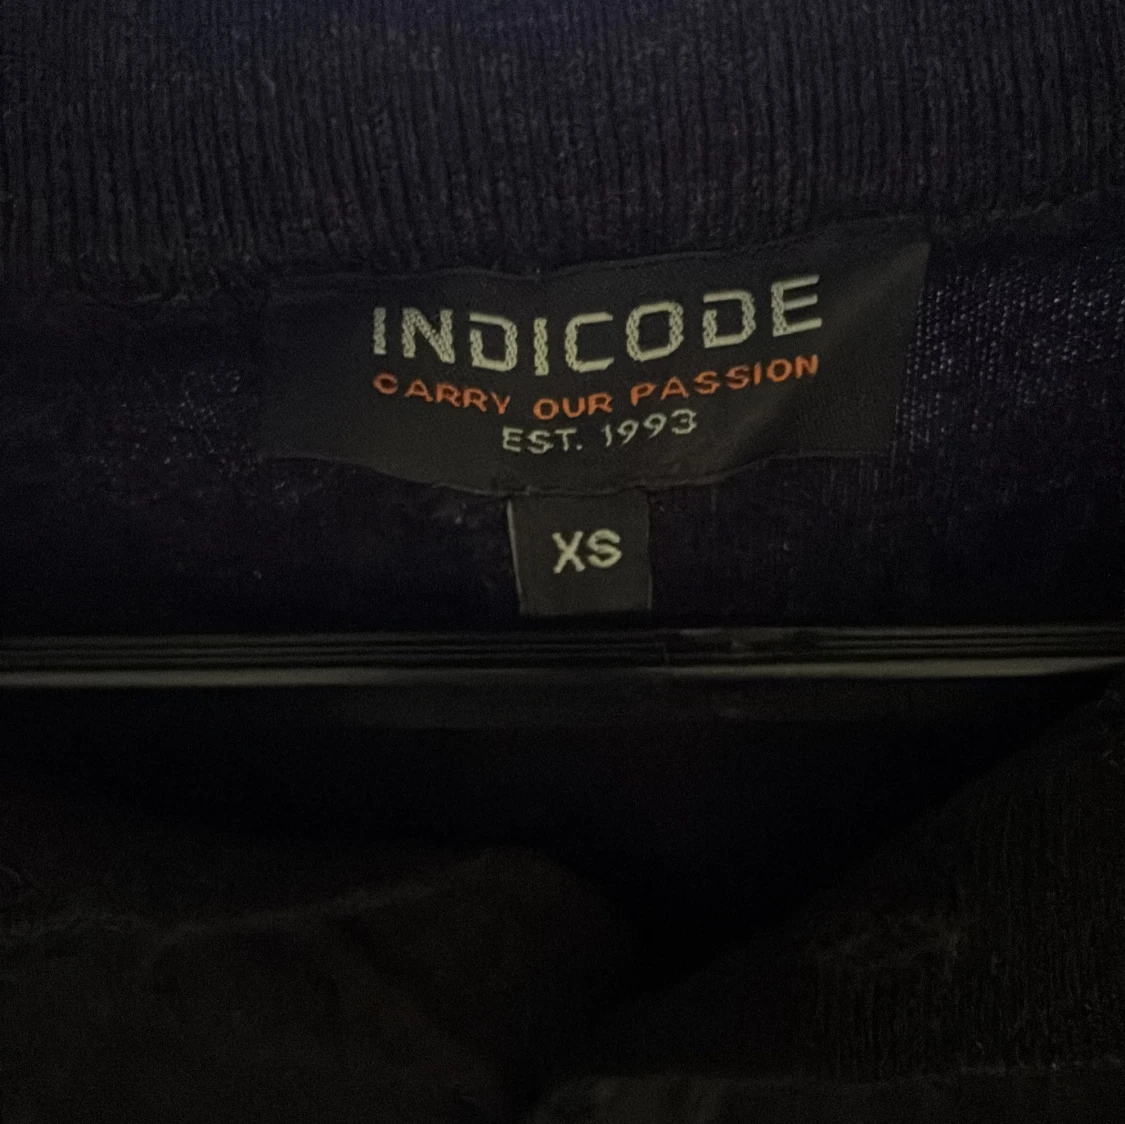 INDICODE
CARRY OUR PASSION
EST. 1993
XS